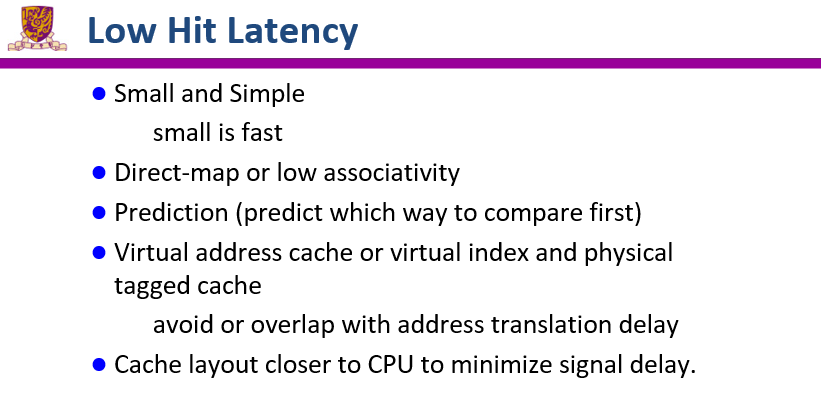 Low Hit Latency
● Small and Simple
small is fast
● Direct-map or low associativity
● Prediction (predict which way to compare first)
● Virtual address cache or virtual index and physical
tagged cache
avoid or overlap with address translation delay
● Cache layout closer to CPU to minimize signal delay.